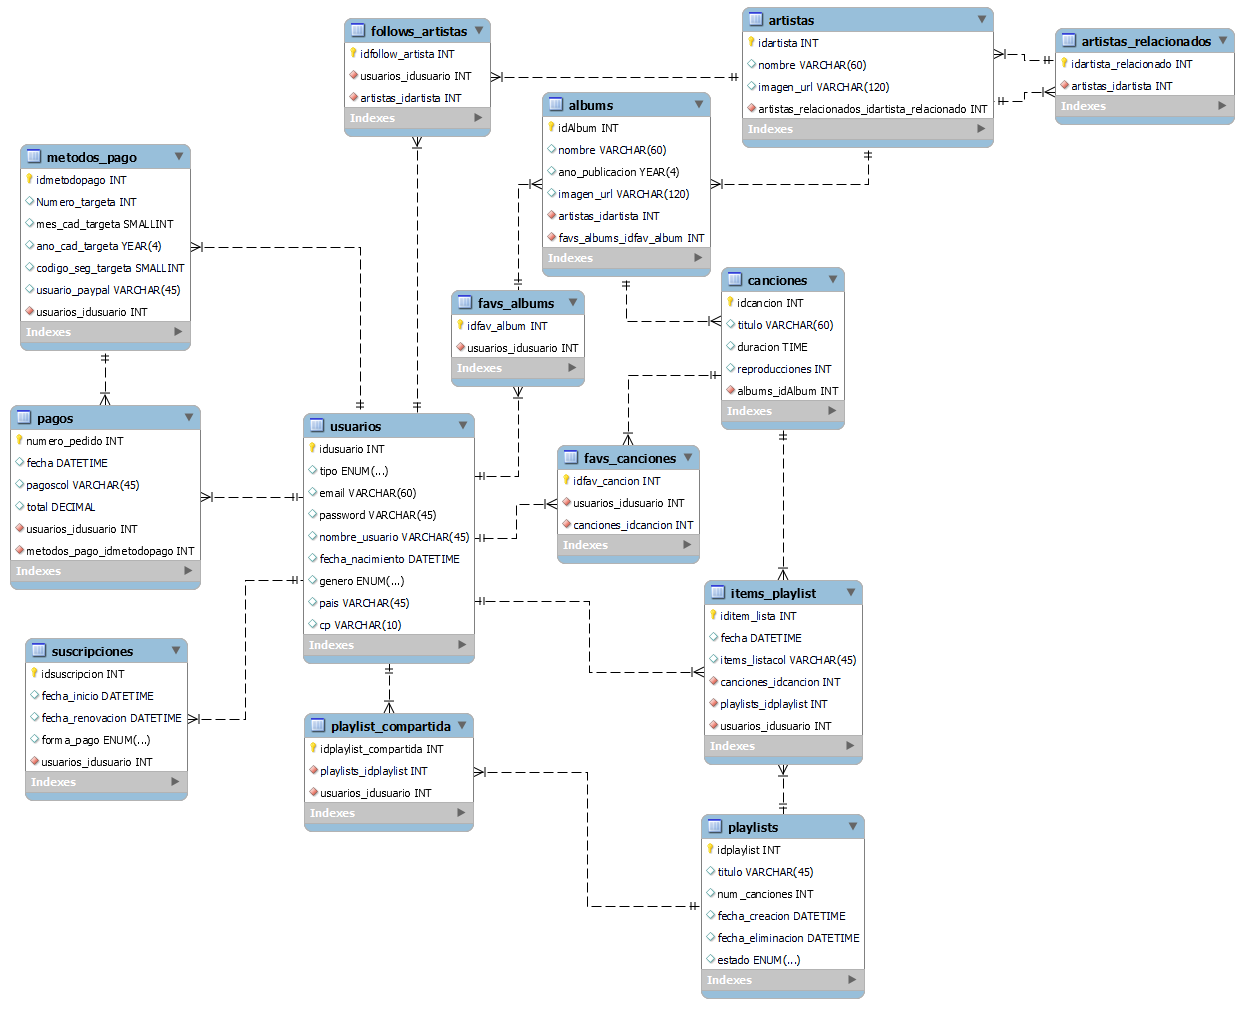 follows_artistas
idfollow_artista INT
usuarios_idusuario INT
artistas_idartista INT
Indexes
artistas
idartista INT
nombre VARCHAR(60)
imagen_url VARCHAR(120)
artistas_relacionados_idartista_relacionado INT
Indexes
artistas_relacionados
idartista_relacionado INT
artistas_idartista INT
Indexes
albums
idAlbum INT
nombre VARCHAR(60)
ano_publicacion YEAR(4)
imagen_url VARCHAR(120)
artistas_idartista INT
favs_albums_idfav_album INT
Indexes
metodos_pago
idmetodopago INT
Numero_targeta INT
mes_cad_targeta SMALLINT
ano_cad_targeta YEAR(4)
codigo_seg_targeta SMALLINT
usuario_paypal VARCHAR(45)
usuarios_idusuario INT
Indexes
canciones
idcancion INT
titulo VARCHAR(60)
duracion TIME
reproducciones INT
albums_idAlbum INT
Indexes
favs_albums
idfav_album INT
usuarios_idusuario INT
Indexes
pagos
numero_pedido INT
fecha DATETIME
pagoscol VARCHAR(45)
total DECIMAL
usuarios_idusuario INT
metodos_pago_idmetodopago INT
Indexes
usuarios
idusuario INT
tipo ENUM(...)
email VARCHAR(60)
password VARCHAR(45)
nombre_usuario VARCHAR(45)
fecha_nacimiento DATETIME
genero ENUM(...)
pais VARCHAR(45)
cp VARCHAR(10)
Indexes
favs_canciones
idfav_cancion INT
usuarios_idusuario INT
canciones_idcancion INT
Indexes
items_playlist
iditem_lista INT
fecha DATETIME
items_listacol VARCHAR(45)
canciones_idcancion INT
playlists_idplaylist INT
usuarios_idusuario INT
Indexes
suscripciones
idsuscripcion INT
fecha_inicio DATETIME
fecha_renovacion DATETIME
forma_pago ENUM(...)
usuarios_idusuario INT
Indexes
playlist_compartida
idplaylist_compartida INT
playlists_idplaylist INT
usuarios_idusuario INT
Indexes
playlists
idplaylist INT
titulo VARCHAR(45)
num_canciones INT
fecha_creacion DATETIME
fecha_eliminacion DATETIME
estado ENUM(...)
Indexes